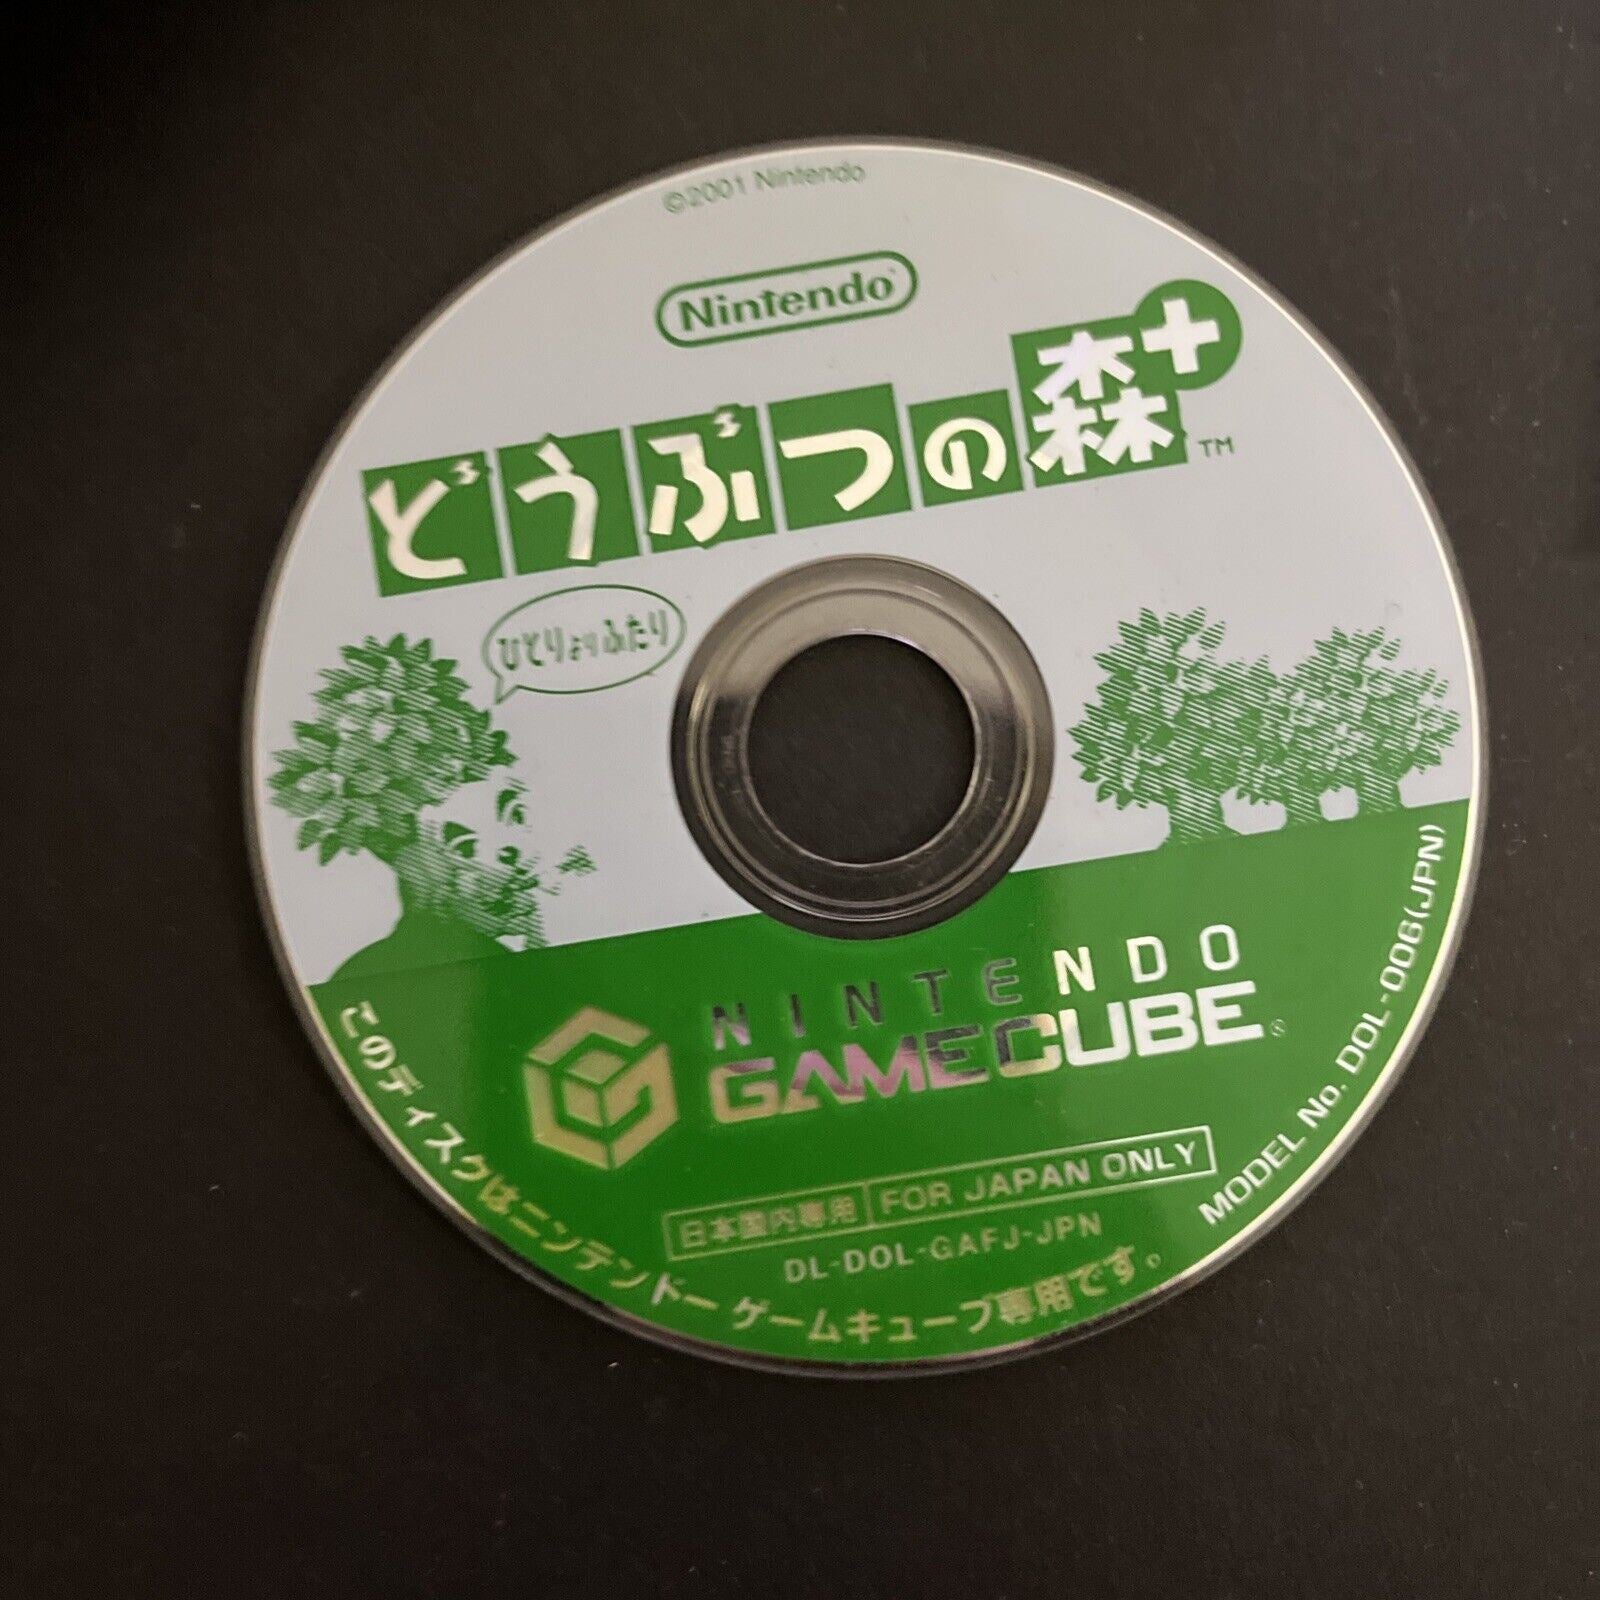 ©2001 Nintendo
Nintendo
どうぶつの森+™
ひとりよりふたり
NINTENDO
GAMECUBE®
日本国内専用 FOR JAPAN ONLY
DL-DOL-GAFJ-JPN
このディスクはニンテンドー ゲームキューブ専用です。
MODEL No. DOL-006(JPN)